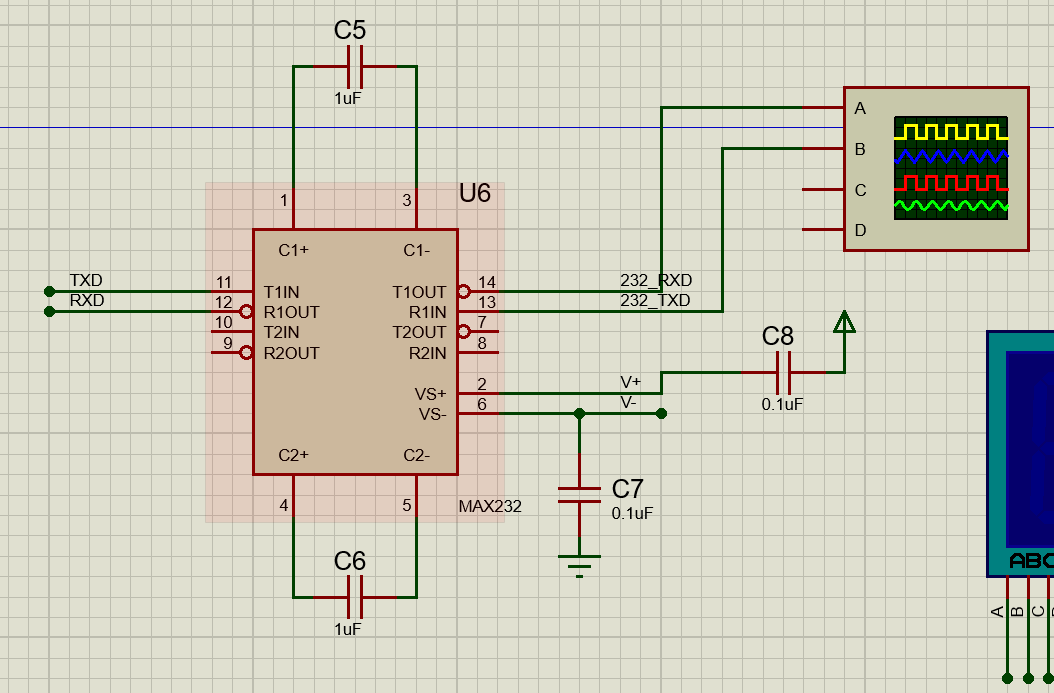 C5
1uF
1
3
U6
C1+
C1-
A
B
C
D
TXD
11
T1IN
T1OUT
14
232_RXD
RXD
12
R1OUT
R1IN
13
232_TXD
10
T2IN
T2OUT
7
9
R2OUT
R2IN
8
VS+
2
V+
VS-
6
V-
C8
0.1uF
C2+
C2-
4
5
MAX232
C7
0.1uF
C6
1uF
ABC
A
B
C